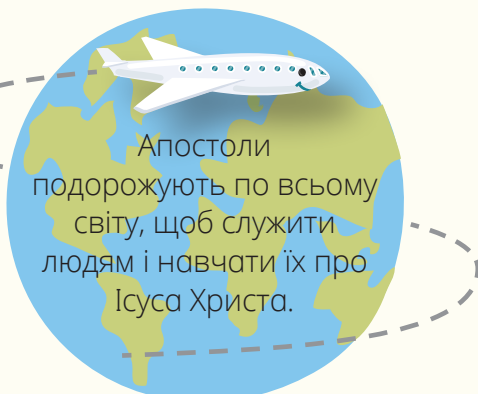 Апостоли
подорожують по всьому
світу, щоб служити
людям і навчати їх про
Ісуса Христа.